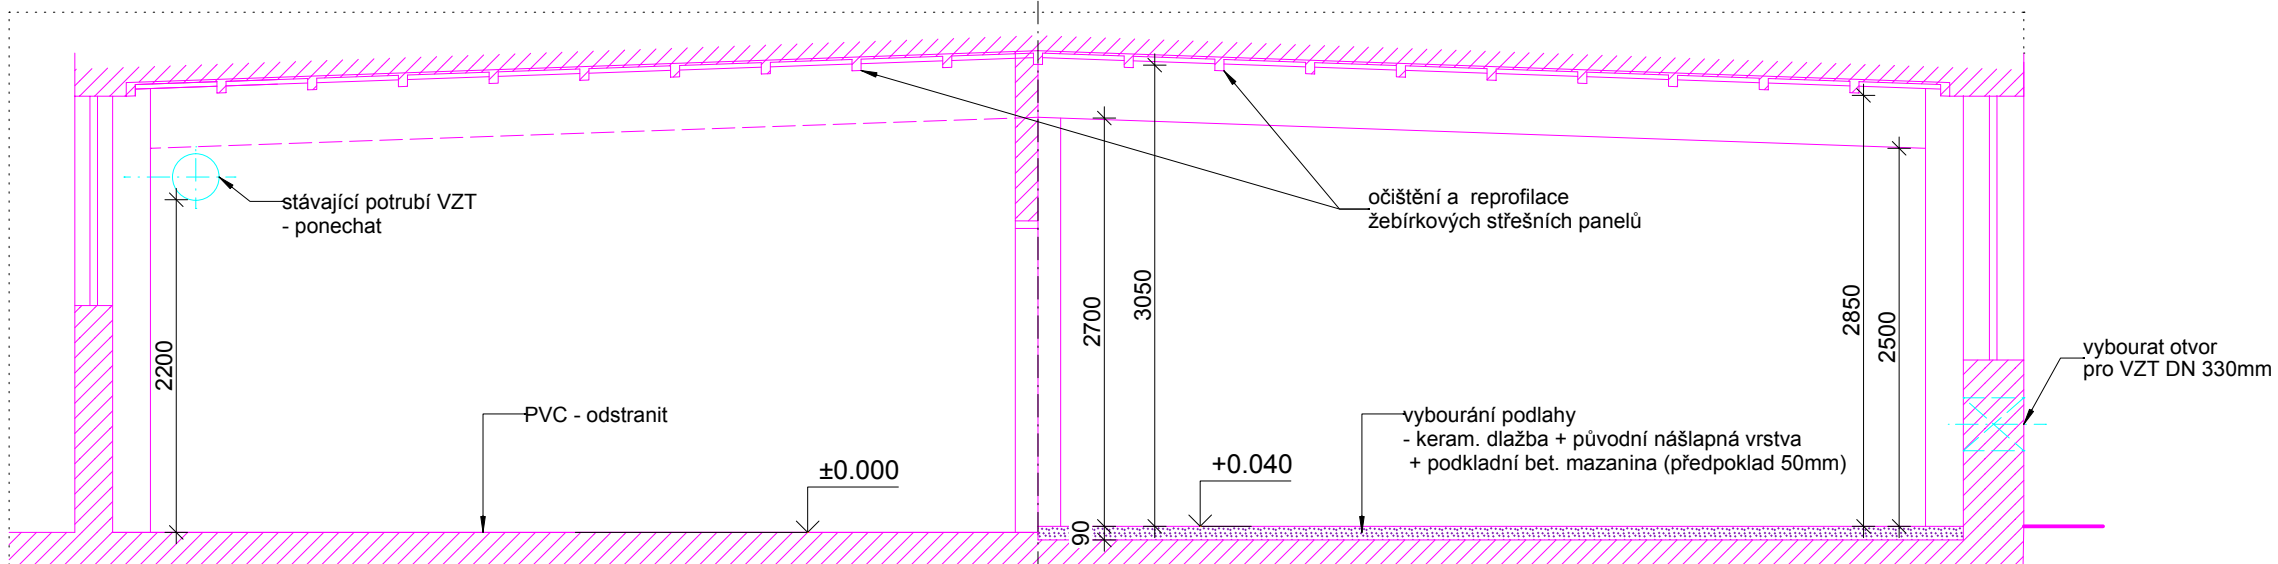 stávající potrubí VZT
- ponechat
očištění a  reprofilace
žebírkových střešních panelů
2200
2700
3050
2850
2500
vybourat otvor
pro VZT DN 330mm
PVC - odstranit
vybourání podlahy
- keram. dlažba + původní nášlapná vrstva
+ podkladní bet. mazanina (předpoklad 50mm)
±0.000
+0.040
90